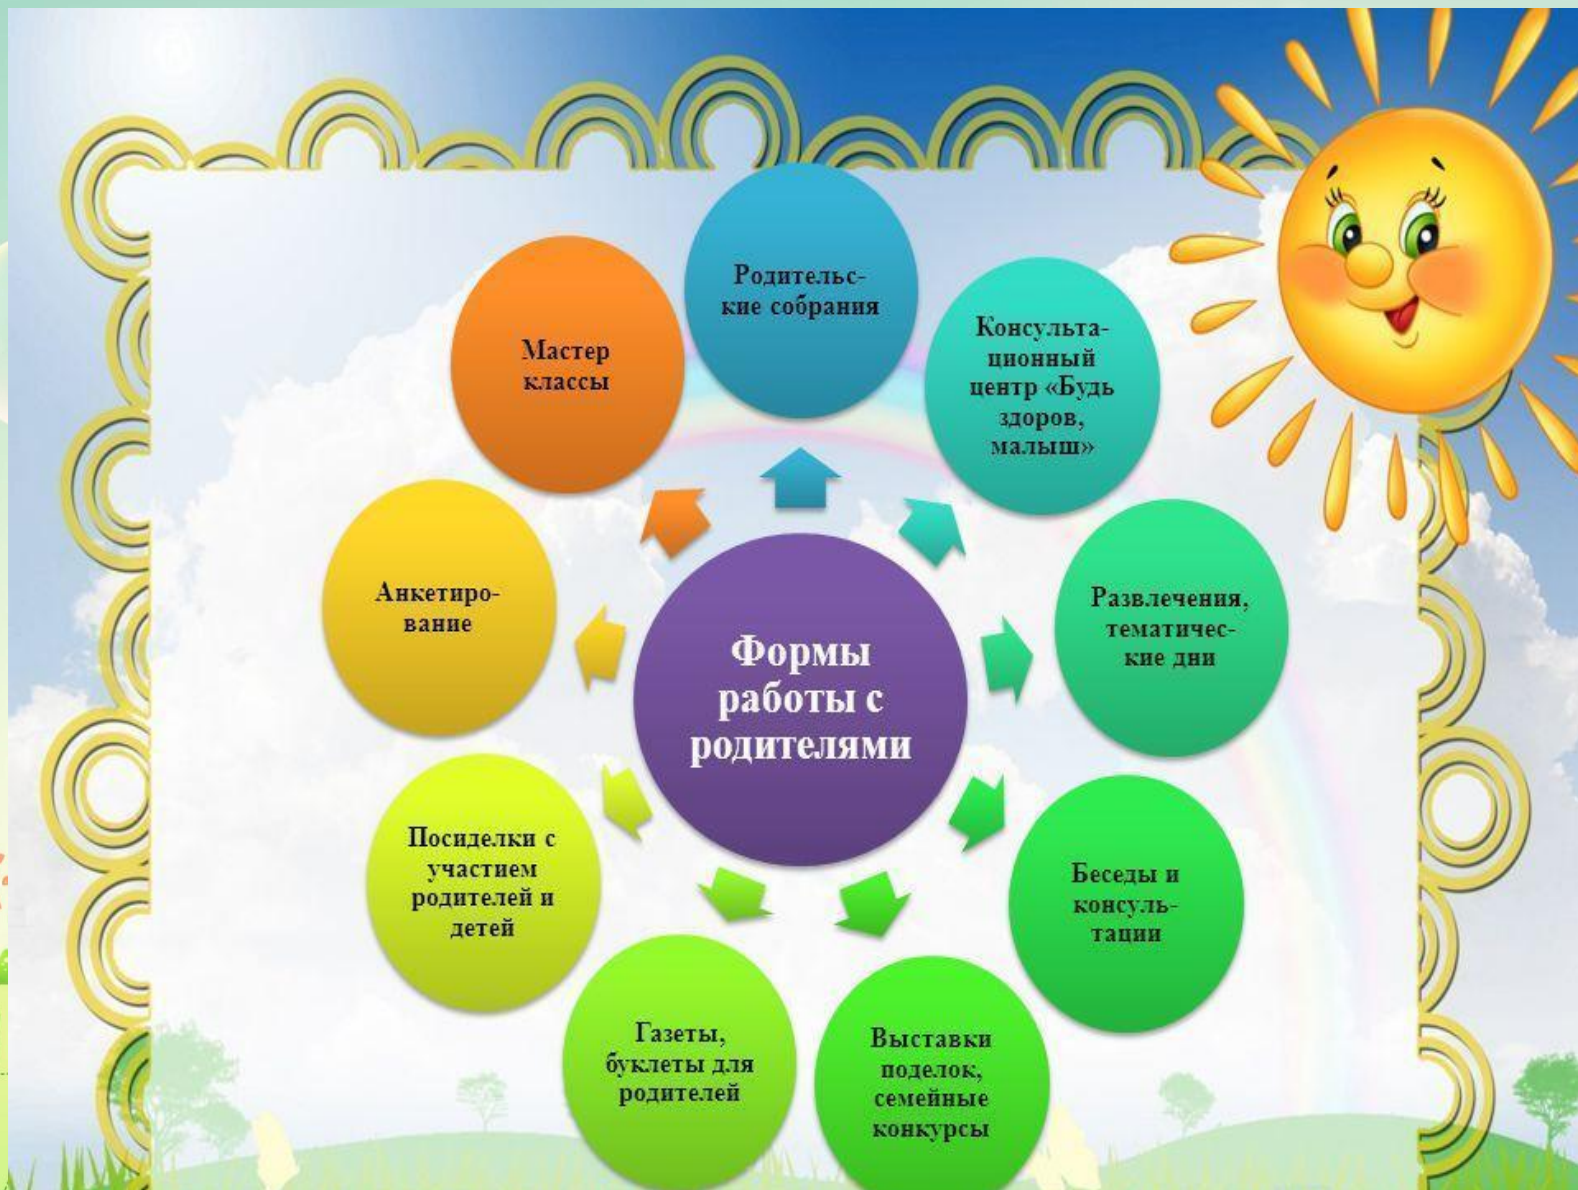 Формы
работы с
родителями
Родительс-
кие собрания
Консульта-
ционный
центр «Будь
здоров,
малыш»
Развлечения,
тематичес-
кие дни
Беседы и
консуль-
тации
Выставки
поделок,
семейные
конкурсы
Газеты,
буклеты для
родителей
Посиделки с
участием
родителей и
детей
Анкетиро-
вание
Мастер
классы